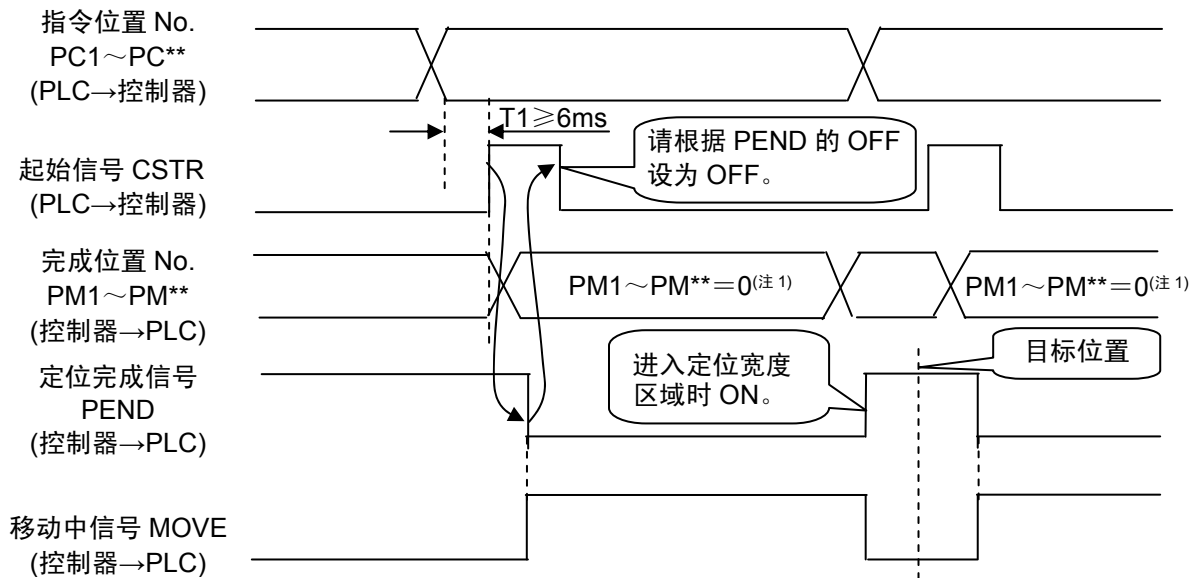 指令位置 No.
PC1～PC**
(PLC→控制器)
T1≥6ms
请根据 PEND 的 OFF
设为 OFF。
起始信号 CSTR
(PLC→控制器)
完成位置 No.
PM1～PM**
(控制器→PLC)
PM1～PM**＝0(注 1)
PM1～PM**＝0(注 1)
定位完成信号
PEND
(控制器→PLC)
进入定位宽度
区域时 ON。
目标位置
移动中信号 MOVE
(控制器→PLC)